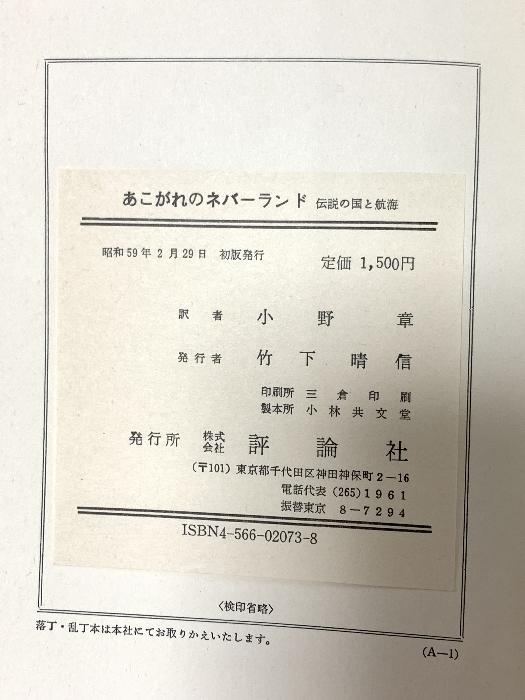 あこがれのネバーランド 伝説の国と航海
昭和59年2月29日 初版発行
定価 1,500円
訳者 小野章
発行者 竹下晴信
印刷所 三倉印刷
製本所 小林共文堂
発行所 株式会社 評論社
(〒101) 東京都千代田区神田神保町2-16
電話代表 (265)1961
振替東京 8-7294
ISBN4-566-02073-8
〈検印省略〉
落丁・乱丁本は本社にてお取りかえいたします。
(A-1)